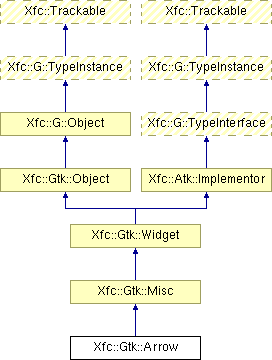 Xfc::Trackable
Xfc::Trackable
Xfc::G::TypeInstance
Xfc::G::TypeInstance
Xfc::G::Object
Xfc::G::TypeInterface
Xfc::Gtk::Object
Xfc::Atk::Implementor
Xfc::Gtk::Widget
Xfc::Gtk::Misc
Xfc::Gtk::Arrow